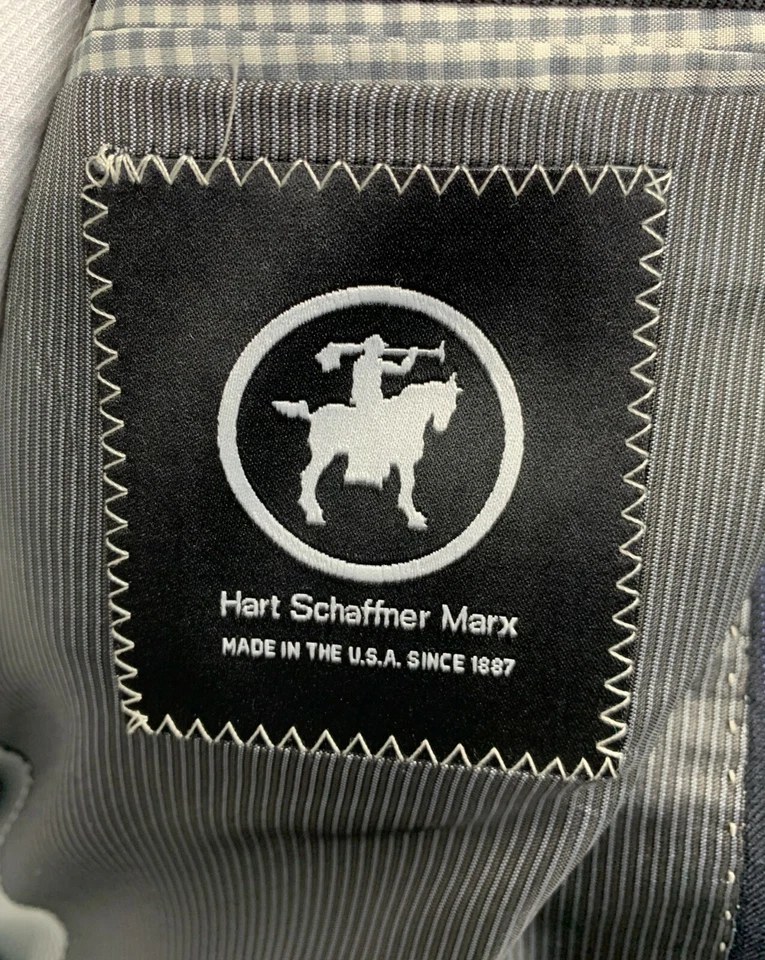 Hart Schaffner Marx
MADE IN THE U.S.A. SINCE 1887